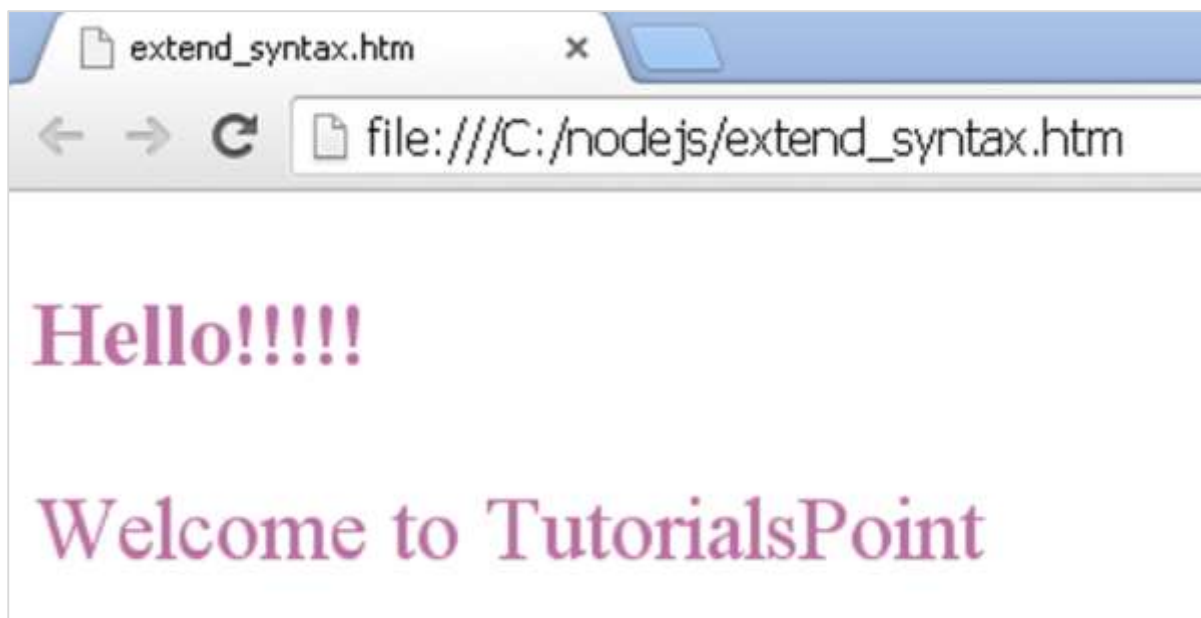 extend_syntax.htm
file:///C:/nodejs/extend_syntax.htm
Hello!!!!!
Welcome to TutorialsPoint